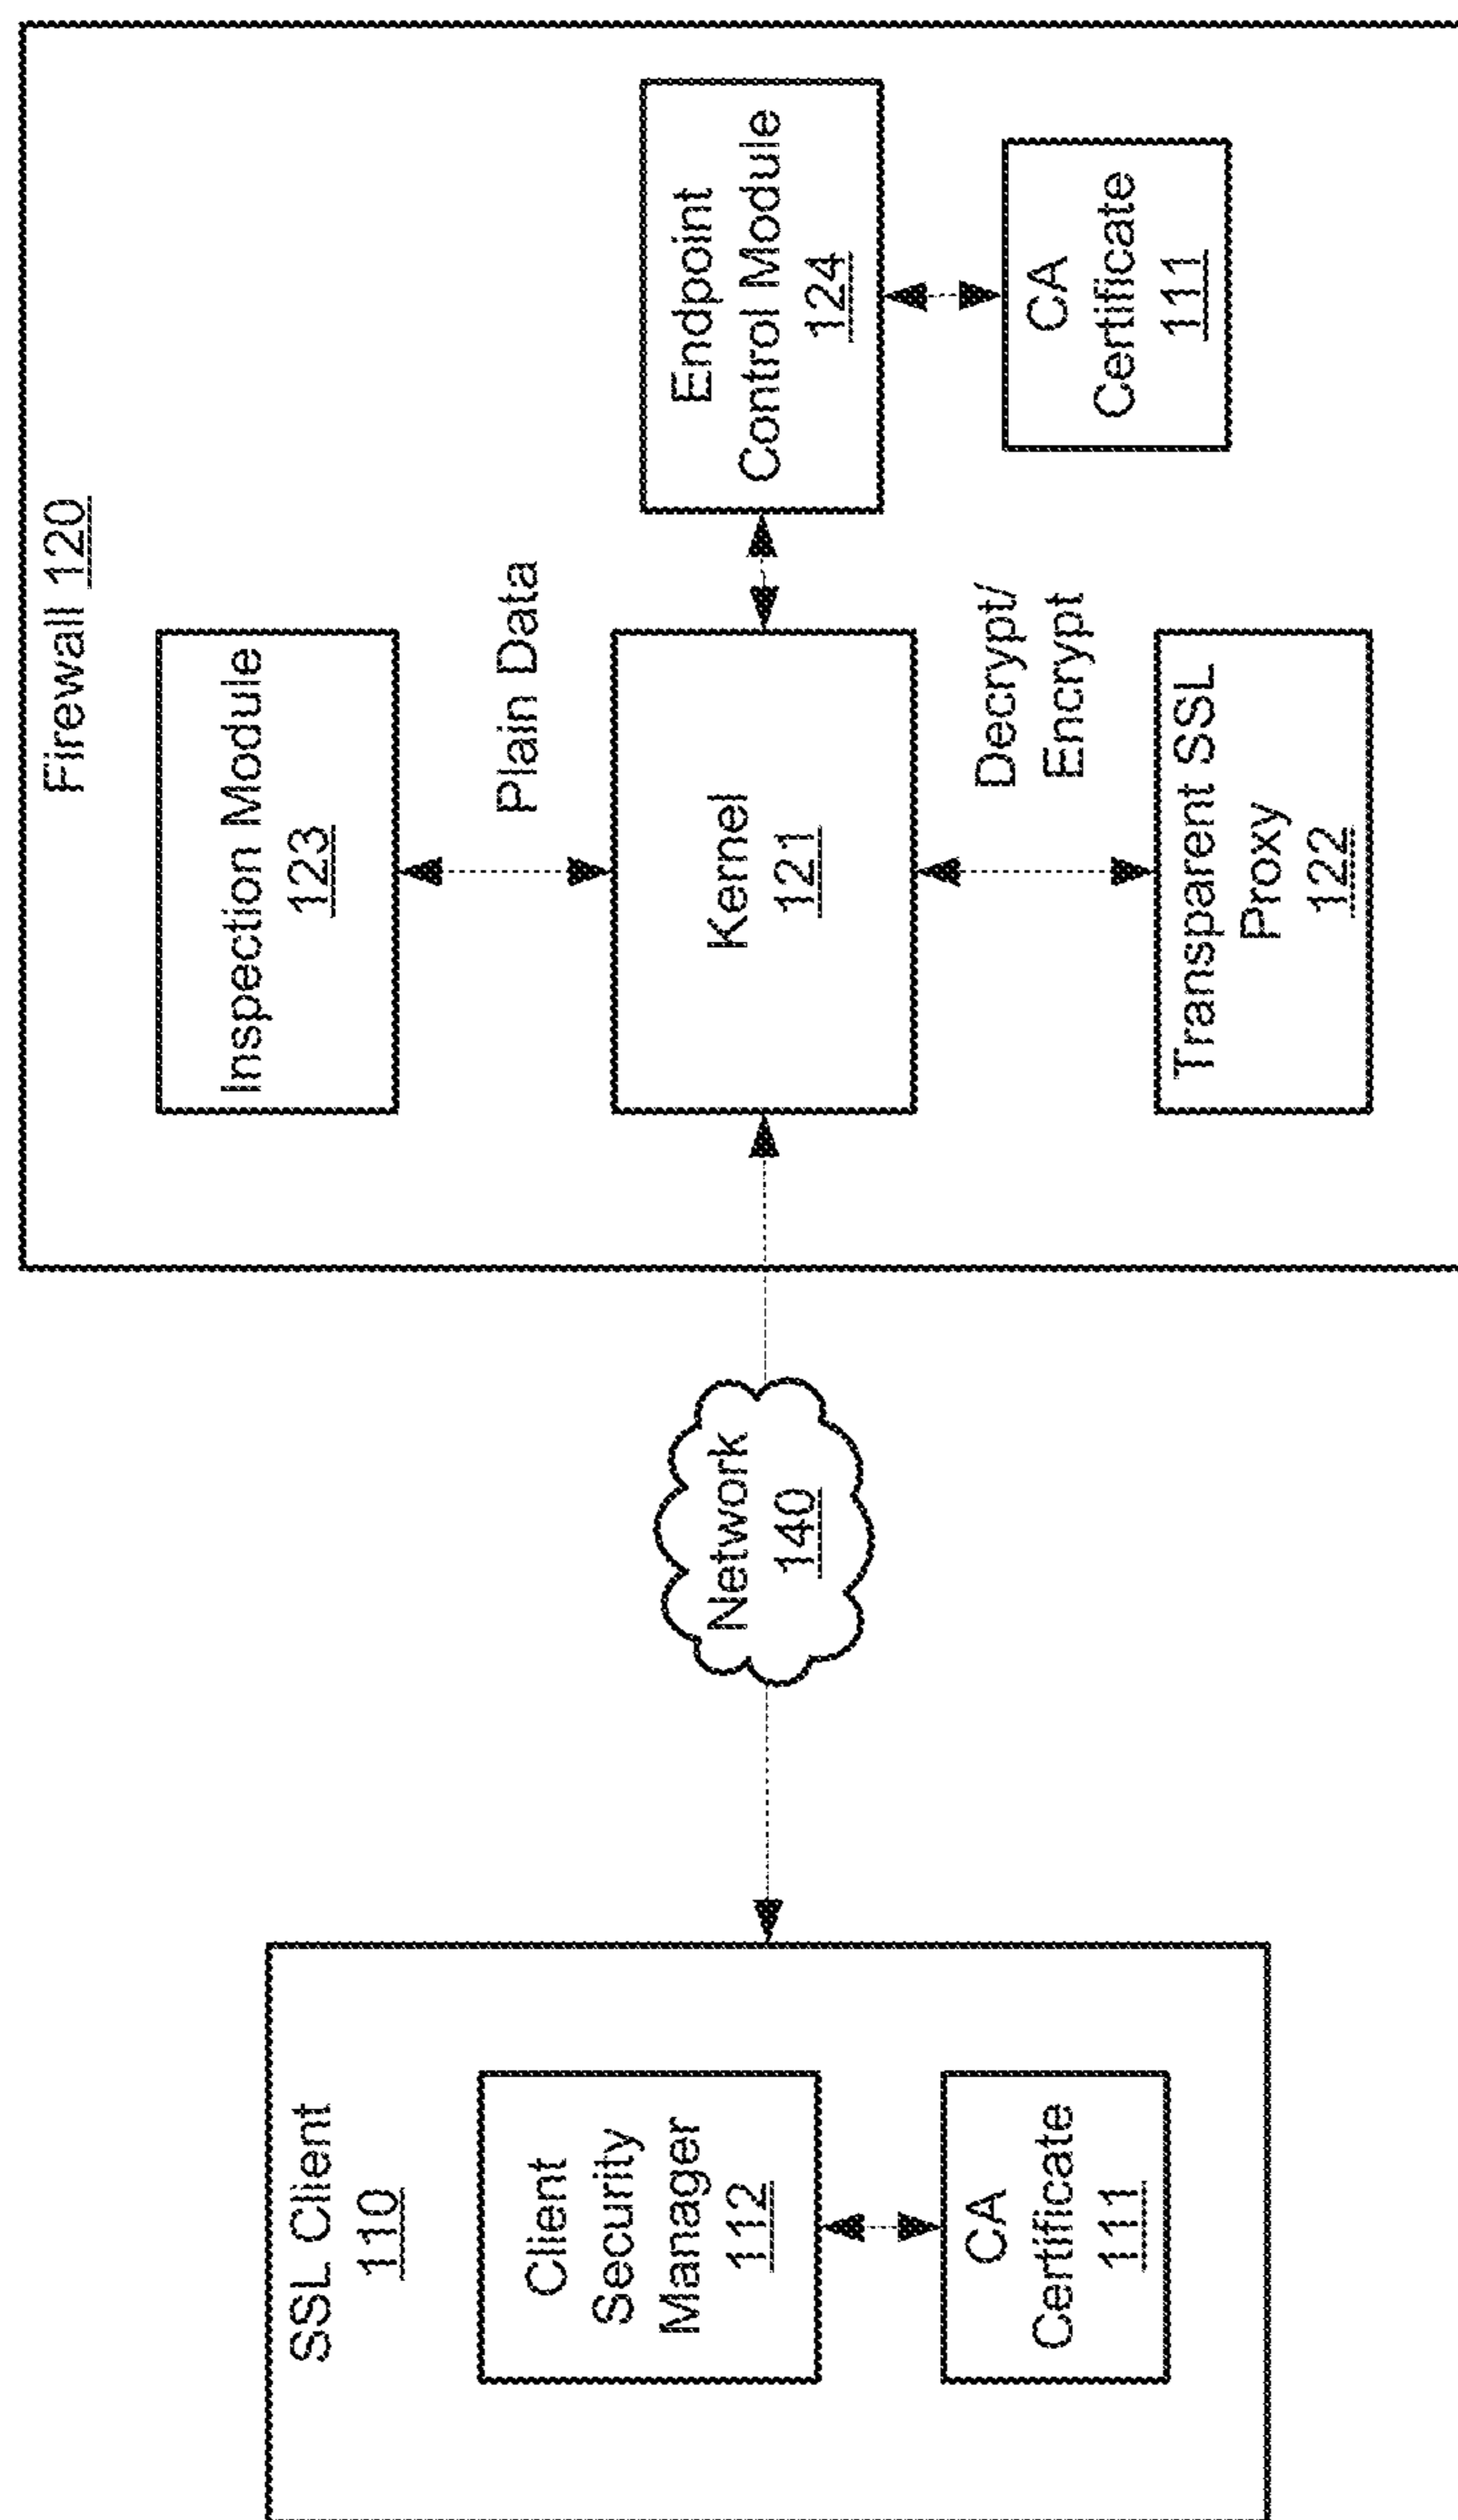 SSL Client
110
Client
Security
Manager
112
CA
Certificate
111
Network
140
Firewall 120
Inspection Module
123
Plain Data
Kernel
121
Decrypt/
Encrypt
Transparent SSL
Proxy
122
Endpoint
Control Module
124
CA
Certificate
111